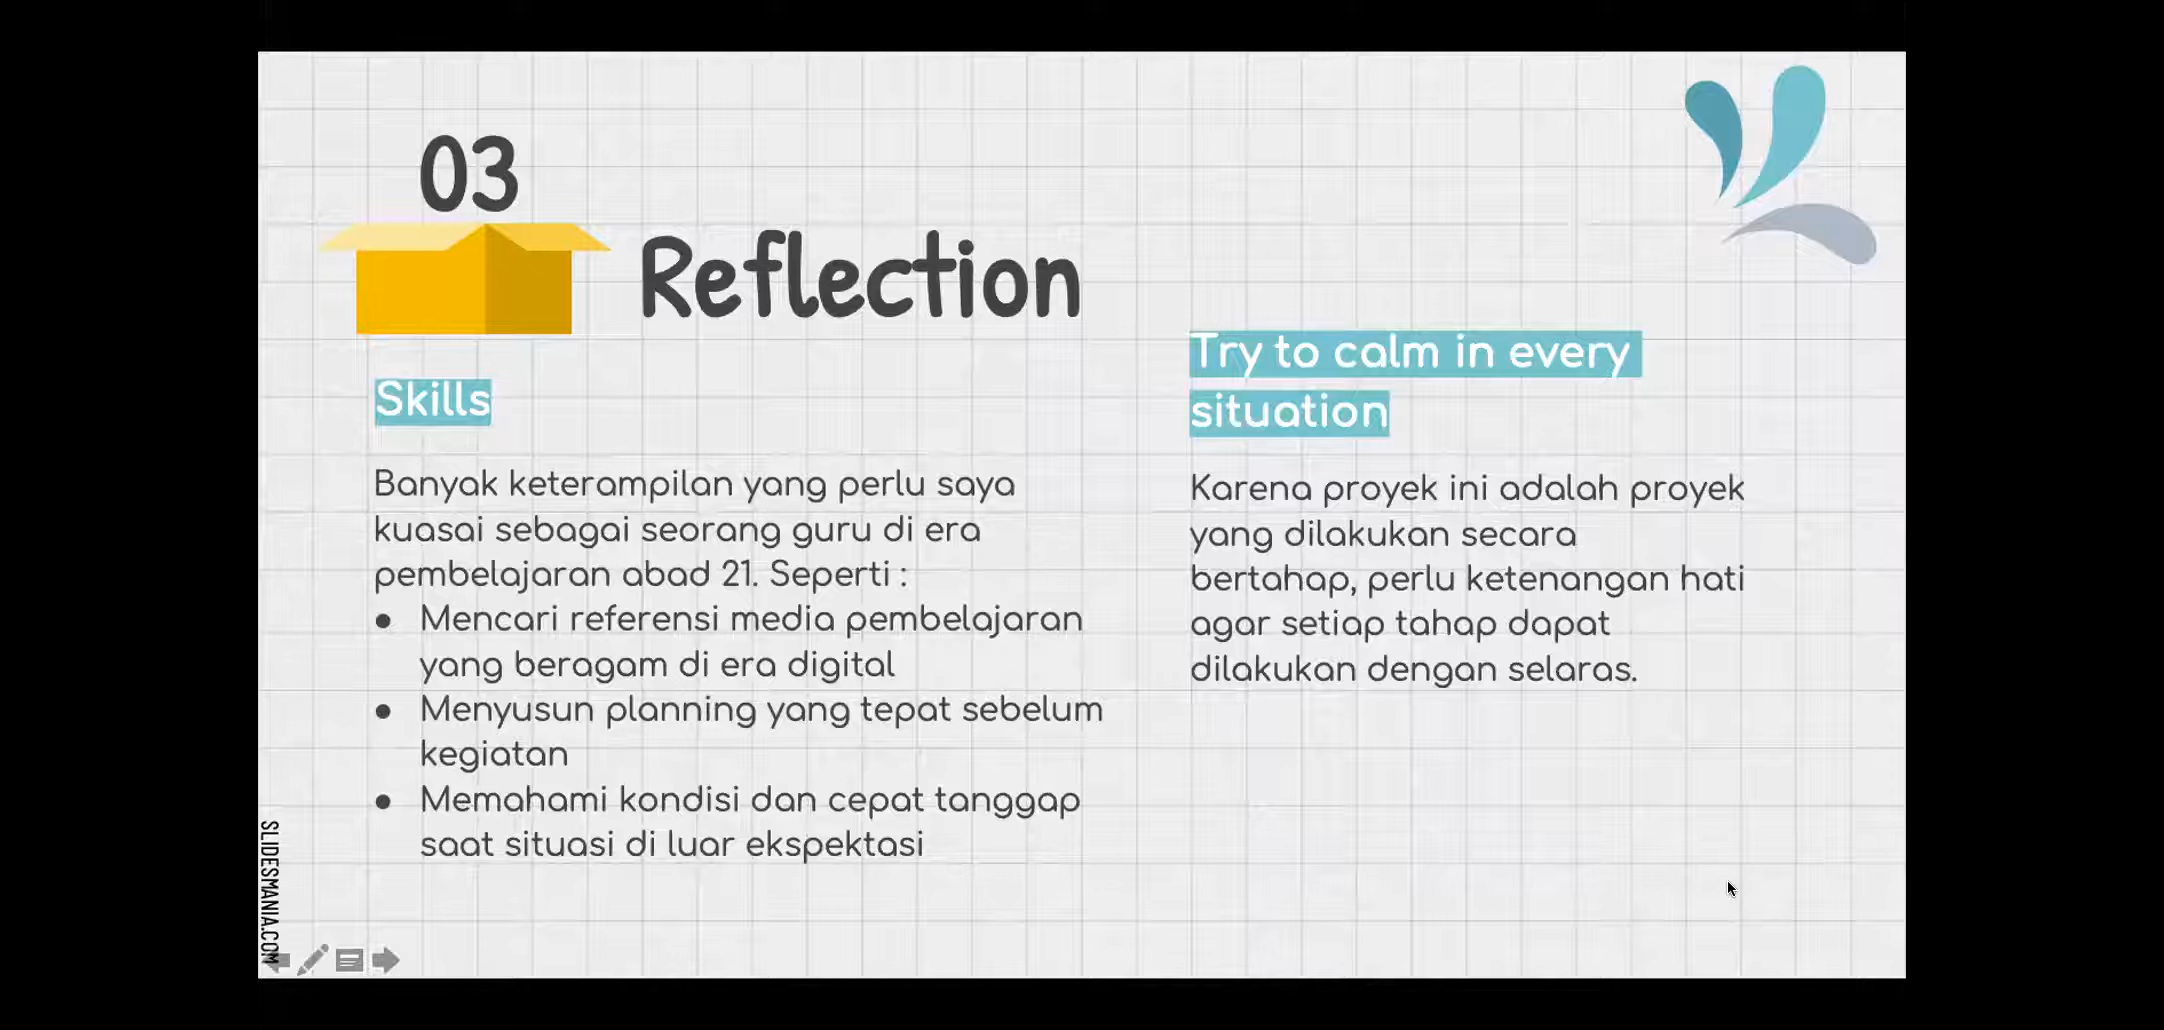 03
Reflection
Skills
Banyak keterampilan yang perlu saya
kuasai sebagai seorang guru di era
pembelajaran abad 21. Seperti :
● Mencari referensi media pembelajaran
yang beragam di era digital
● Menyusun planning yang tepat sebelum
kegiatan
● Memahami kondisi dan cepat tanggap
saat situasi di luar ekspektasi
Try to calm in every
situation
Karena proyek ini adalah proyek
yang dilakukan secara
bertahap, perlu ketenangan hati
agar setiap tahap dapat
dilakukan dengan selaras.
SLIDESMANIA.COM